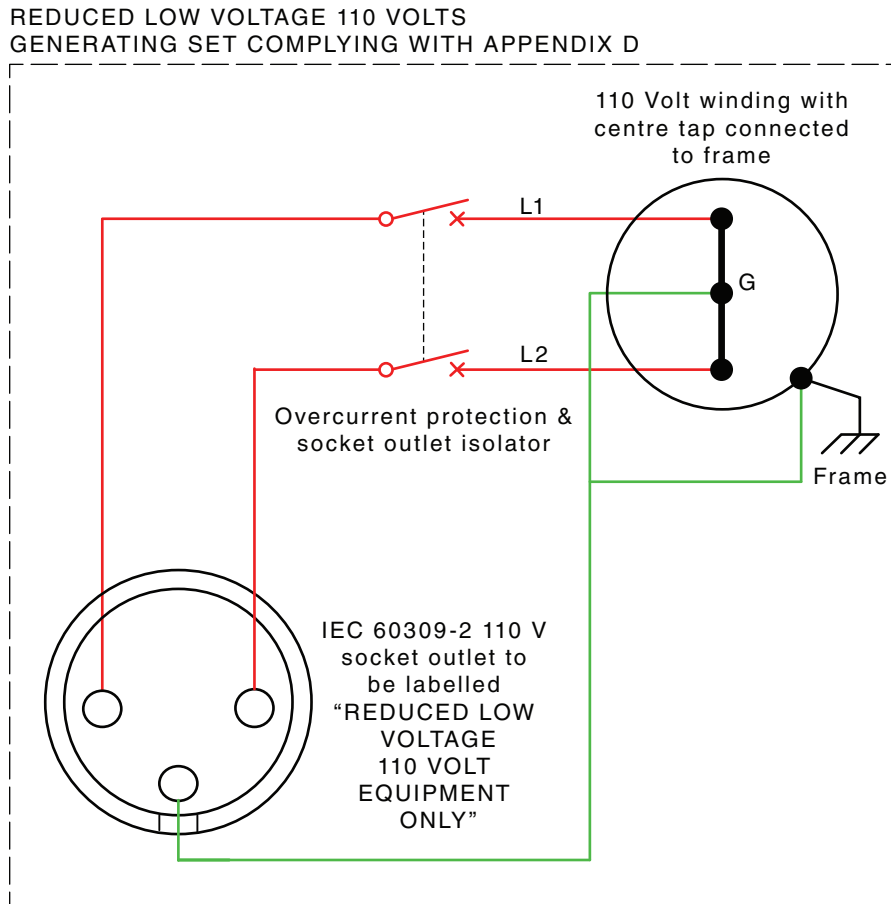 REDUCED LOW VOLTAGE 110 VOLTS
GENERATING SET COMPLYING WITH APPENDIX D
110 Volt winding with
centre tap connected
to frame
L1
G
L2
Overcurrent protection &
socket outlet isolator
Frame
IEC 60309-2 110 V
socket outlet to
be labelled
“REDUCED LOW
VOLTAGE
110 VOLT
EQUIPMENT
ONLY”